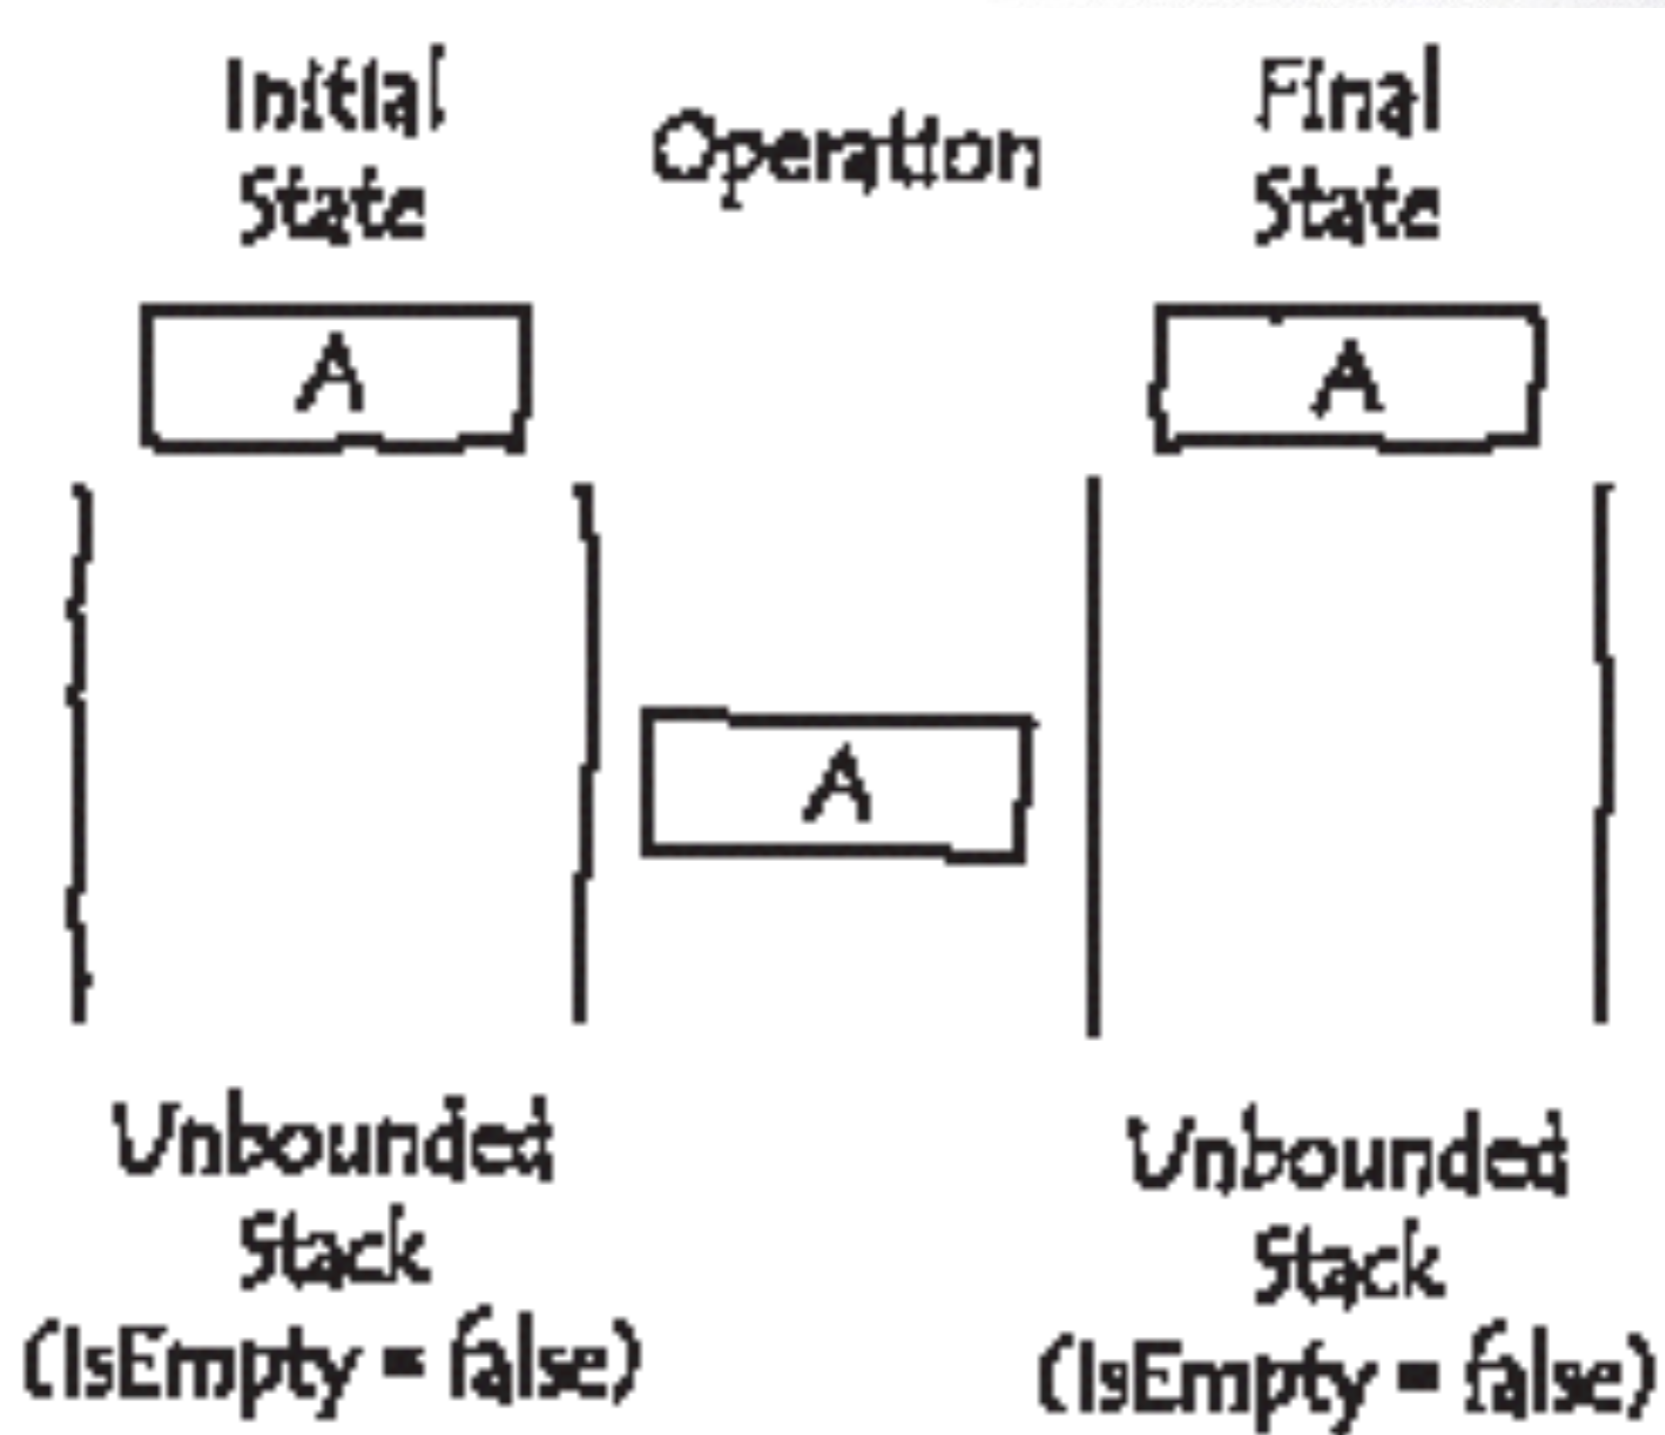 Initial
State
Operation
Final
State
A
A
A
Unbounded
Stack
(IsEmpty = false)
Unbounded
Stack
(IsEmpty = false)